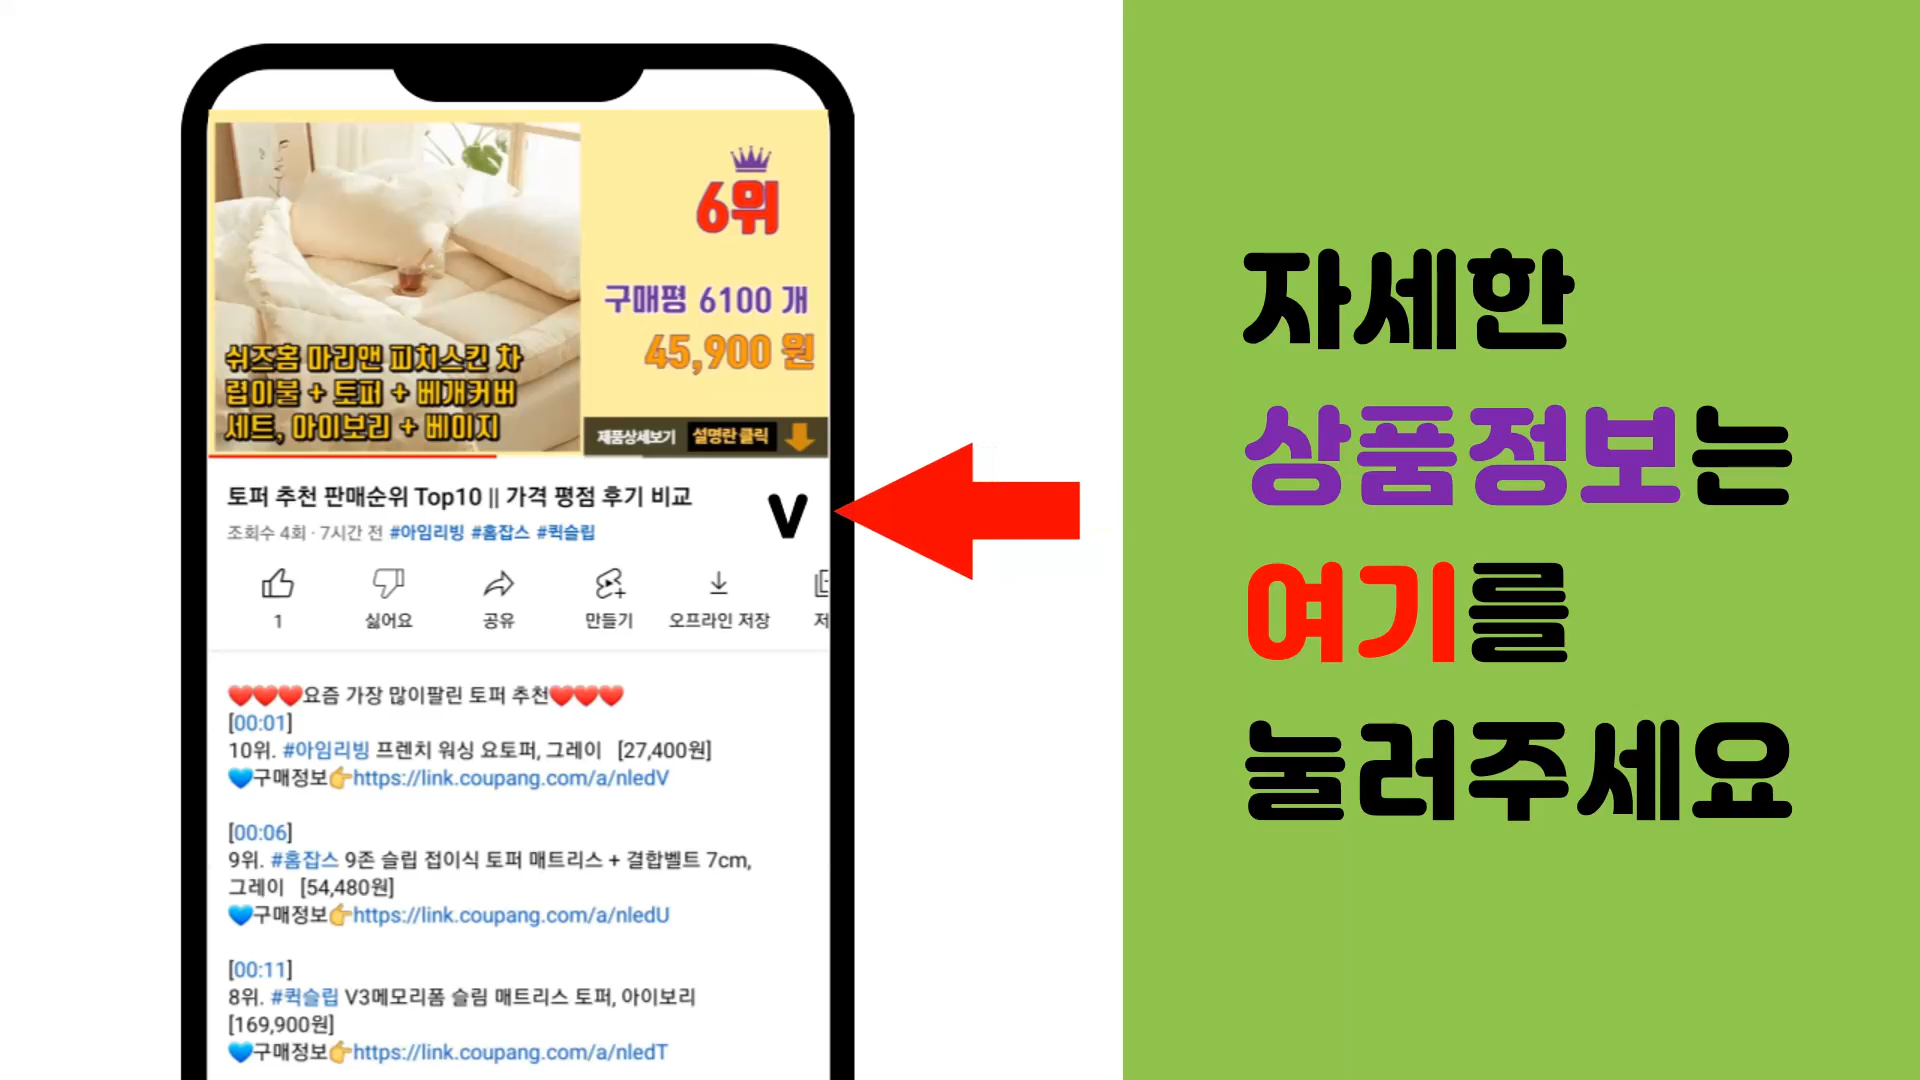 6위
구매평 6100 개
45,900 원
쉬즈홈 마리앤 피치스킨 차
렵이불 + 토퍼 + 베개커버
세트, 아이보리 + 베이지
제품상세보기 설명란 클릭
토퍼 추천 판매순위 Top10 || 가격 평점 후기 비교
V
조회수 4회 · 7시간 전 #아임리빙 #홈잡스 #퀵슬립
1 싫어요 공유 만들기 오프라인 저장 저
❤️❤️❤️요즘 가장 많이팔린 토퍼 추천❤️❤️❤️
[00:01]
10위. #아임리빙 프렌치 워싱 요토퍼, 그레이 [27,400원]
💙구매정보👉https://link.coupang.com/a/nledV
[00:06]
9위. #홈잡스 9존 슬립 접이식 토퍼 매트리스 + 결합벨트 7cm,
그레이 [54,480원]
💙구매정보👉https://link.coupang.com/a/nledU
[00:11]
8위. #퀵슬립 V3메모리폼 슬림 매트리스 토퍼, 아이보리
[169,900원]
💙구매정보👉https://link.coupang.com/a/nledT
자세한
상품정보는
여기를
눌러주세요